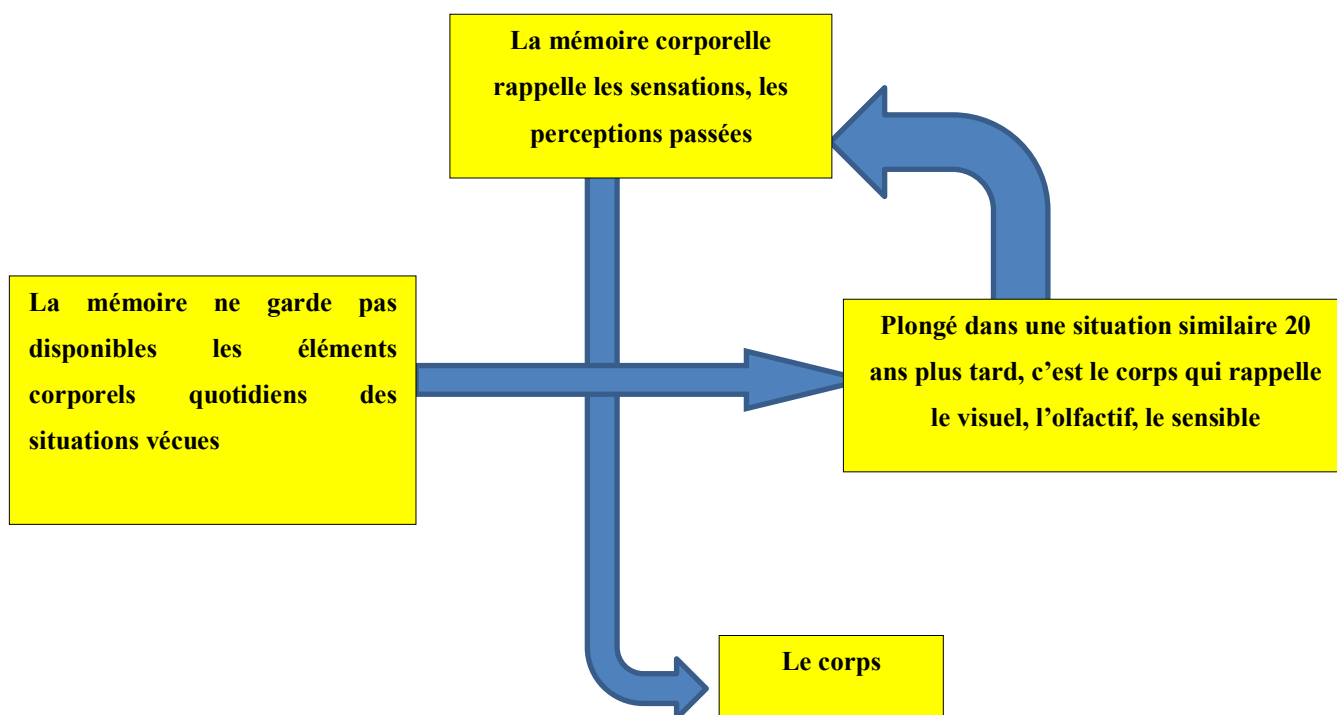 La mémoire corporelle
rappelle les sensations, les
perceptions passées
La mémoire ne garde pas
disponibles les éléments
corporels quotidiens des
situations vécues
Plongé dans une situation similaire 20
ans plus tard, c’est le corps qui rappelle
le visuel, l’olfactif, le sensible
Le corps